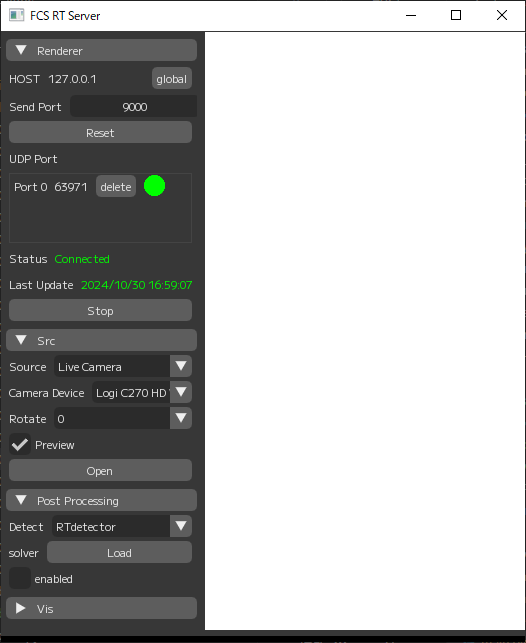 FCS RT Server
Renderer
HOST 127.0.0.1 global
Send Port 9000
Reset
UDP Port
Port 0 63971 delete
Status Connected
Last Update 2024/10/30 16:59:07
Stop
Src
Source Live Camera
Camera Device Logi C270 HD
Rotate 0
Preview
Open
Post Processing
Detect RTdetector
solver Load
enabled
Vis